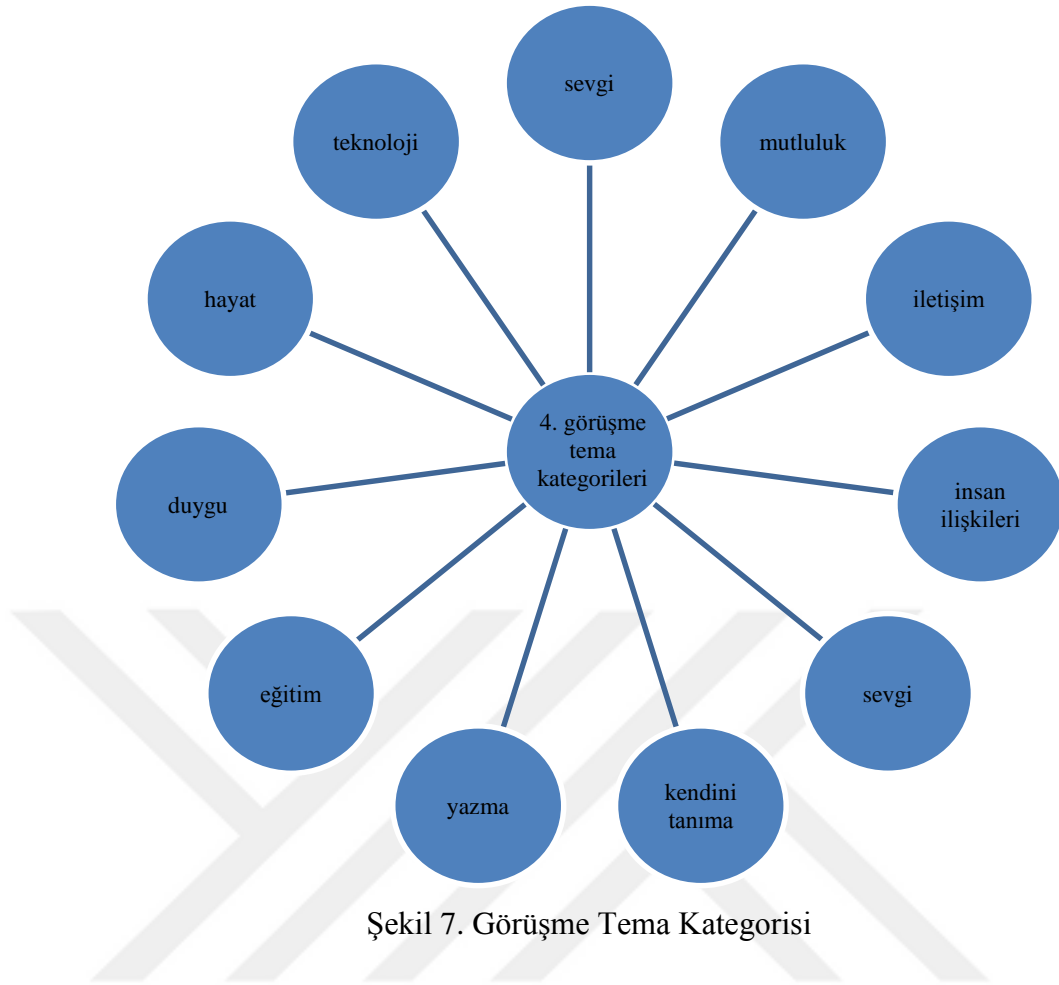 sevgi
teknoloji
mutluluk
hayat
iletişim
4. görüşme
tema
kategorileri
duygu
insan
ilişkileri
eğitim
sevgi
yazma
kendini
tanıma
Şekil 7. Görüşme Tema Kategorisi